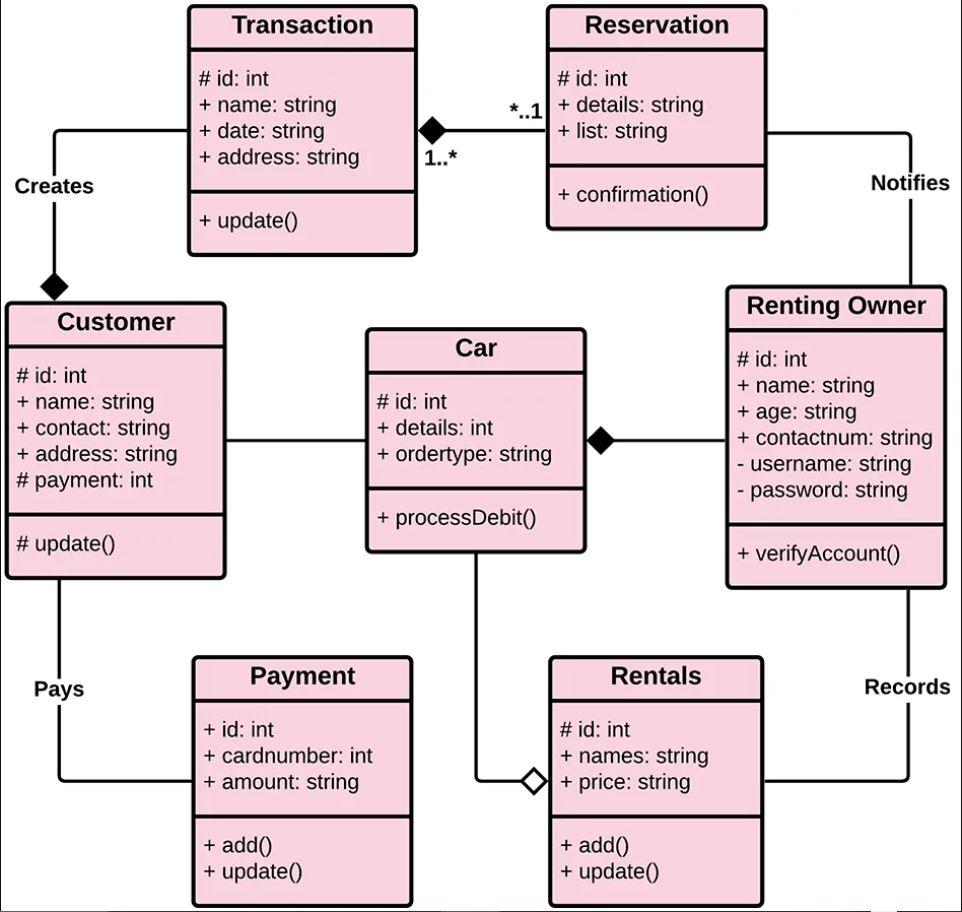 Transaction
# id: int
+ name: string
+ date: string
+ address: string
+ update()
*..1
1..*
Reservation
# id: int
+ details: string
+ list: string
+ confirmation()
Creates
Notifies
Customer
# id: int
+ name: string
+ contact: string
+ address: string
# payment: int
# update()
Car
# id: int
+ details: int
+ ordertype: string
+ processDebit()
Renting Owner
# id: int
+ name: string
+ age: string
+ contactnum: string
- username: string
- password: string
+ verifyAccount()
Pays
Payment
+ id: int
+ cardnumber: int
+ amount: string
+ add()
+ update()
Rentals
# id: int
+ names: string
+ price: string
+ add()
+ update()
Records